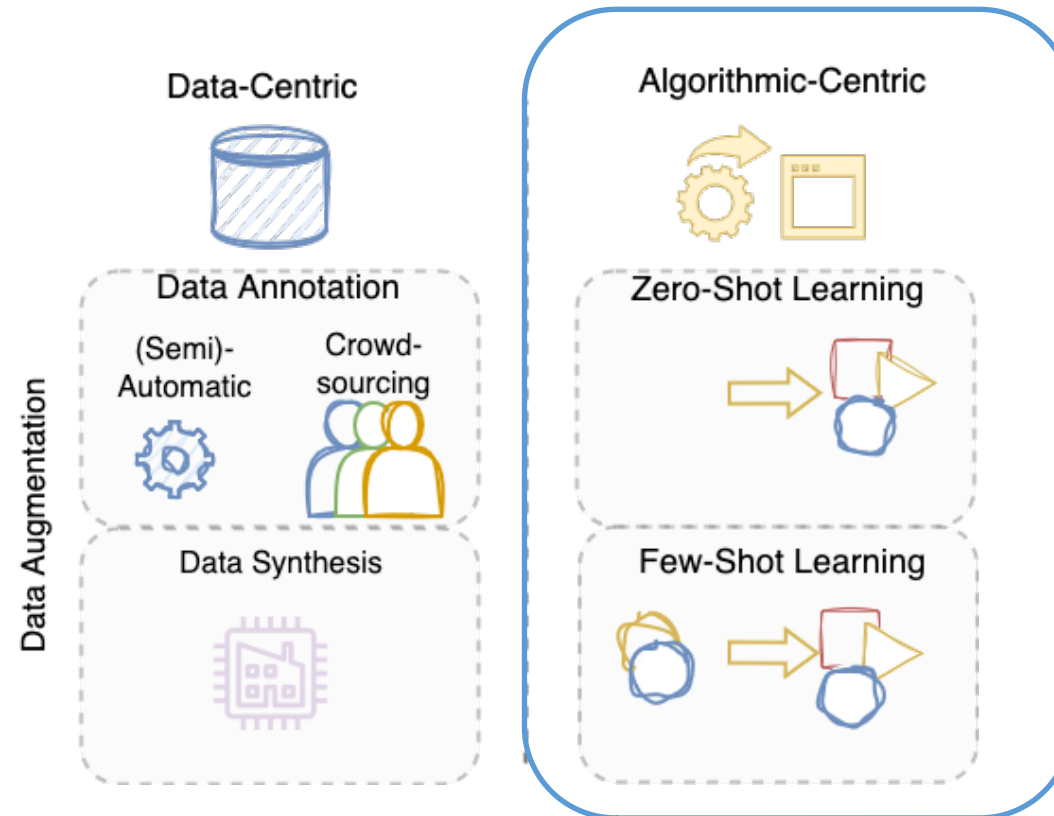 Data-Centric
Algorithmic-Centric
Data Augmentation
Data Annotation
(Semi)-
Automatic
Crowd-
sourcing
Data Synthesis
Zero-Shot Learning
Few-Shot Learning